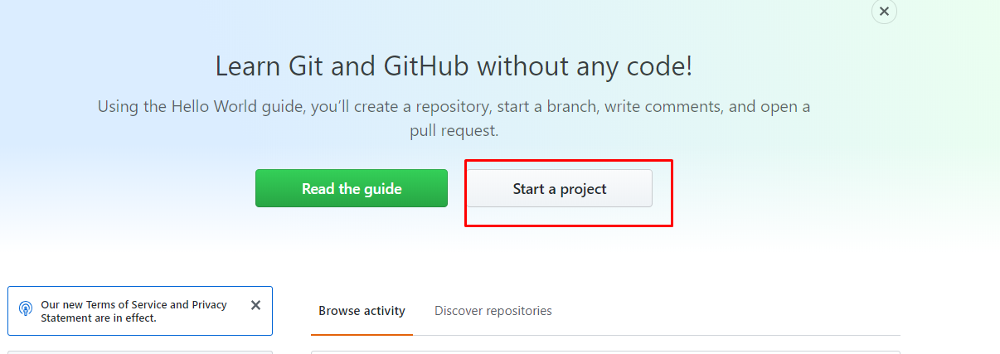 Learn Git and GitHub without any code!
Using the Hello World guide, you’ll create a repository, start a branch, write comments, and open a
pull request.
Read the guide
Start a project
Our new Terms of Service and Privacy
Statement are in effect.
Browse activity
Discover repositories